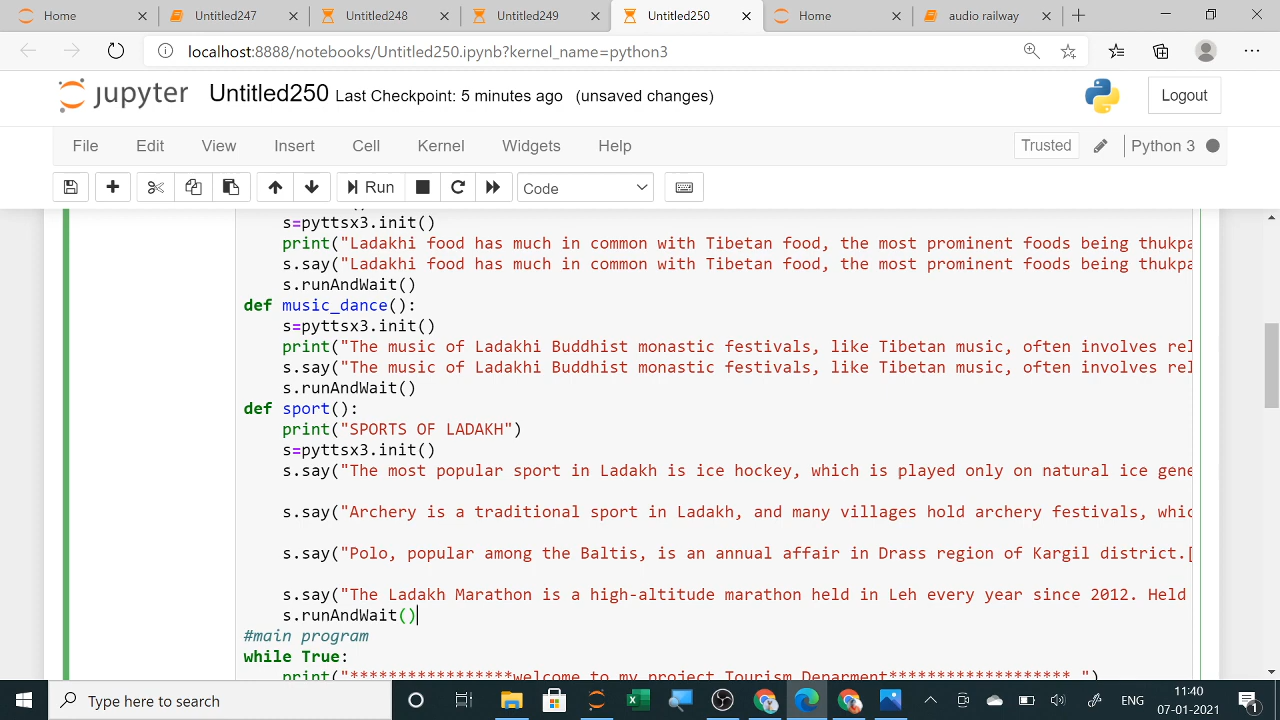 Home
Untitled247
Untitled248
Untitled249
Untitled250
Home
audio railway
localhost:8888/notebooks/Untitled250.ipynb?kernel_name=python3
jupyter Untitled250 Last Checkpoint: 5 minutes ago (unsaved changes)
Logout
File Edit View Insert Cell Kernel Widgets Help
Trusted
Python 3
Run
Code
s=pyttsx3.init()
print("Ladakhi food has much in common with Tibetan food, the most prominent foods being thukpa
s.say("Ladakhi food has much in common with Tibetan food, the most prominent foods being thukpa
s.runAndWait()
def music_dance():
s=pyttsx3.init()
print("The music of Ladakhi Buddhist monastic festivals, like Tibetan music, often involves rel
s.say("The music of Ladakhi Buddhist monastic festivals, like Tibetan music, often involves rel
s.runAndWait()
def sport():
print("SPORTS OF LADAKH")
s=pyttsx3.init()
s.say("The most popular sport in Ladakh is ice hockey, which is played only on natural ice gene
s.say("Archery is a traditional sport in Ladakh, and many villages hold archery festivals, whic
s.say("Polo, popular among the Baltis, is an annual affair in Drass region of Kargil district.[
s.say("The Ladakh Marathon is a high-altitude marathon held in Leh every year since 2012. Held
s.runAndWait()
#main program
while True:
print("*****************welcome to my project Tourism Deparment******************* ")
Type here to search
ENG
11:40
07-01-2021
1